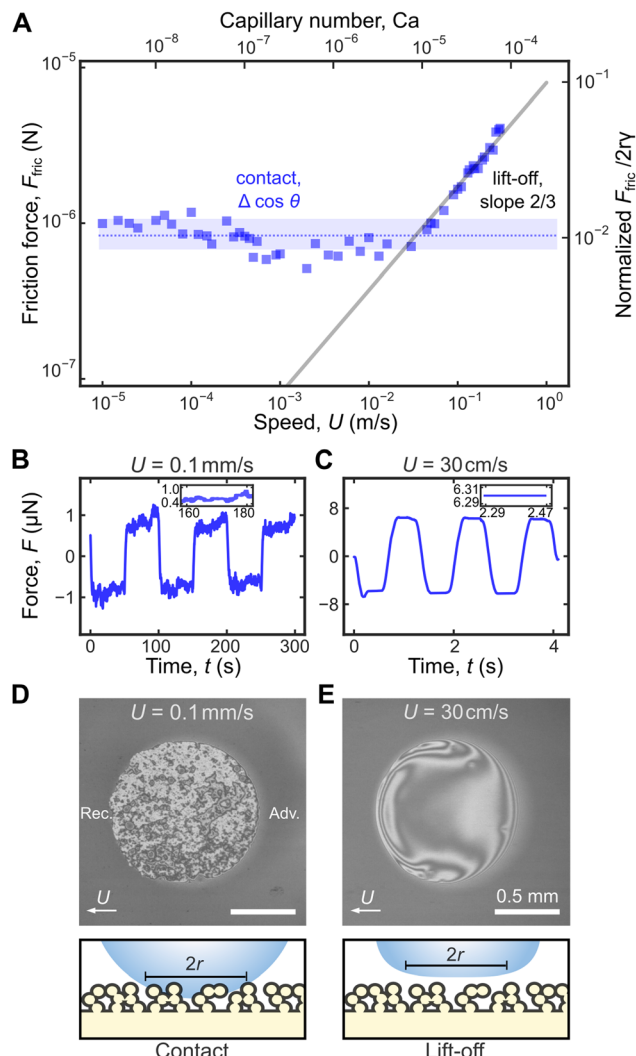 A
Capillary number, Ca
10⁻⁸ 10⁻⁷ 10⁻⁶ 10⁻⁵ 10⁻⁴
Friction force, F_fric (N)
10⁻⁵
10⁻⁶
10⁻⁷
contact,
Δ cos θ
lift-off,
slope 2/3
10⁻¹
10⁻²
Normalized F_fric /2rγ
10⁻⁵ 10⁻⁴ 10⁻³ 10⁻² 10⁻¹ 10⁰
Speed, U (m/s)
B
U = 0.1 mm/s
Force, F (μN)
1
0
−1
1.0
0.4
160 180
0 100 200 300
Time, t (s)
C
U = 30 cm/s
8
0
−8
6.31
6.29
2.29 2.47
0 2 4
Time, t (s)
D
U = 0.1 mm/s
Rec.
Adv.
U
E
U = 30 cm/s
U
0.5 mm
2r
Contact
2r
Lift-off